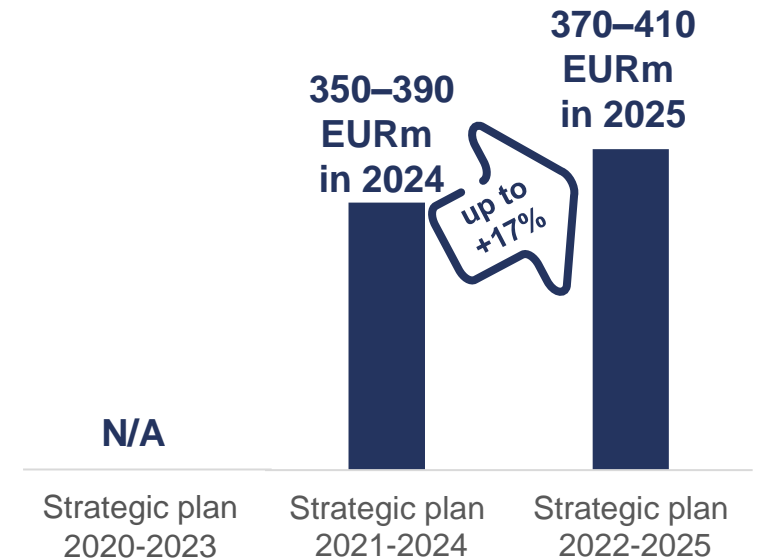 N/A
350–390
EURm
in 2024
up to
+17%
370–410
EURm
in 2025
Strategic plan
2020-2023
Strategic plan
2021-2024
Strategic plan
2022-2025